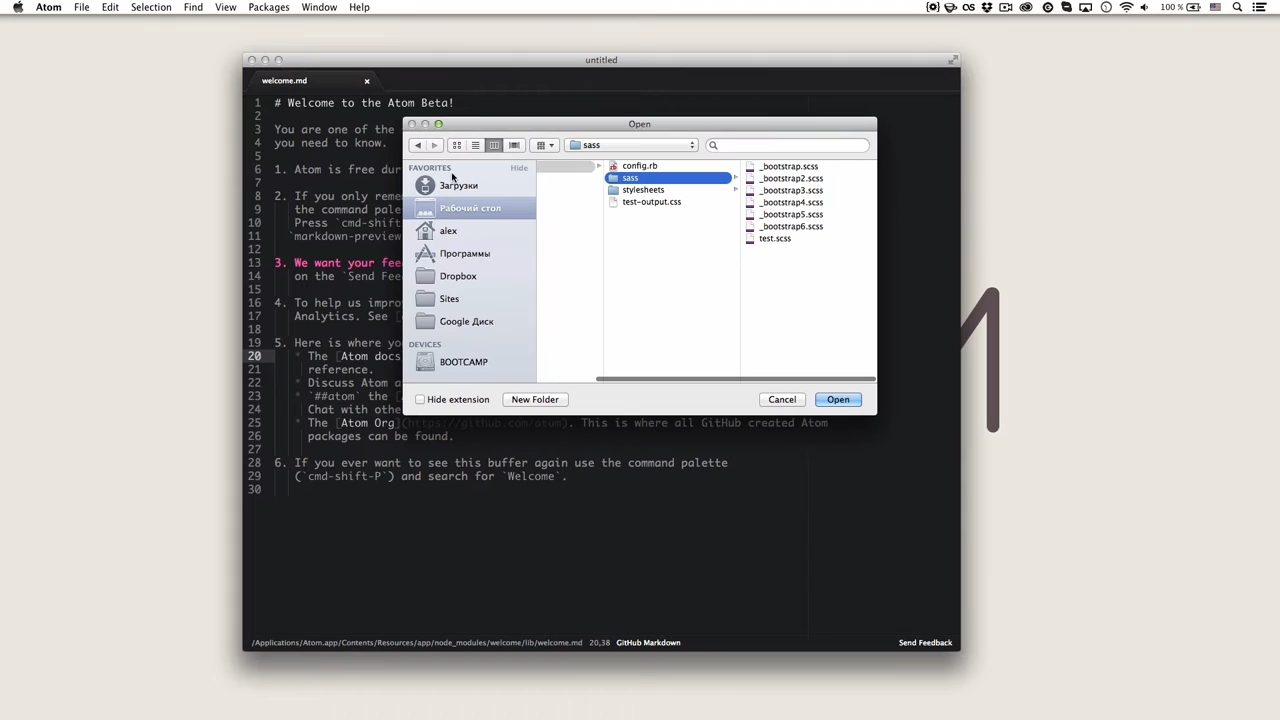 Atom File Edit Selection Find View Packages Window Help
100 %
untitled
welcome.md
1 # Welcome to the Atom Beta!
2
3 You are one of the
4 you need to know.
5
6 1. Atom is free dur
7
8 2. If you only reme
9 the command pale
10 Press `cmd-shift
11 `markdown-preview
12
13 3. We want your fee
14 on the `Send Fee
15
16 4. To help us improv
17 Analytics. See [
18
19 5. Here is where you
20 * The [Atom docs
21 reference.
22 * Discuss Atom a
23 * `##atom` the [
24 Chat with othe
25 * The [Atom Org](https://github.com/atom). This is where all GitHub created Atom
26 packages can be found.
27
28 6. If you ever want to see this buffer again use the command palette
29 (`cmd-shift-P`) and search for `Welcome`.
30
Open
sass
FAVORITES Hide
Загрузки
Рабочий стол
alex
Программы
Dropbox
Sites
Google Диск
DEVICES
BOOTCAMP
config.rb
sass
stylesheets
test-output.css
_bootstrap.scss
_bootstrap2.scss
_bootstrap3.scss
_bootstrap4.scss
_bootstrap5.scss
_bootstrap6.scss
test.scss
Hide extension New Folder Cancel Open
/Applications/Atom.app/Contents/Resources/app/node_modules/welcome/lib/welcome.md 20,38 GitHub Markdown Send Feedback